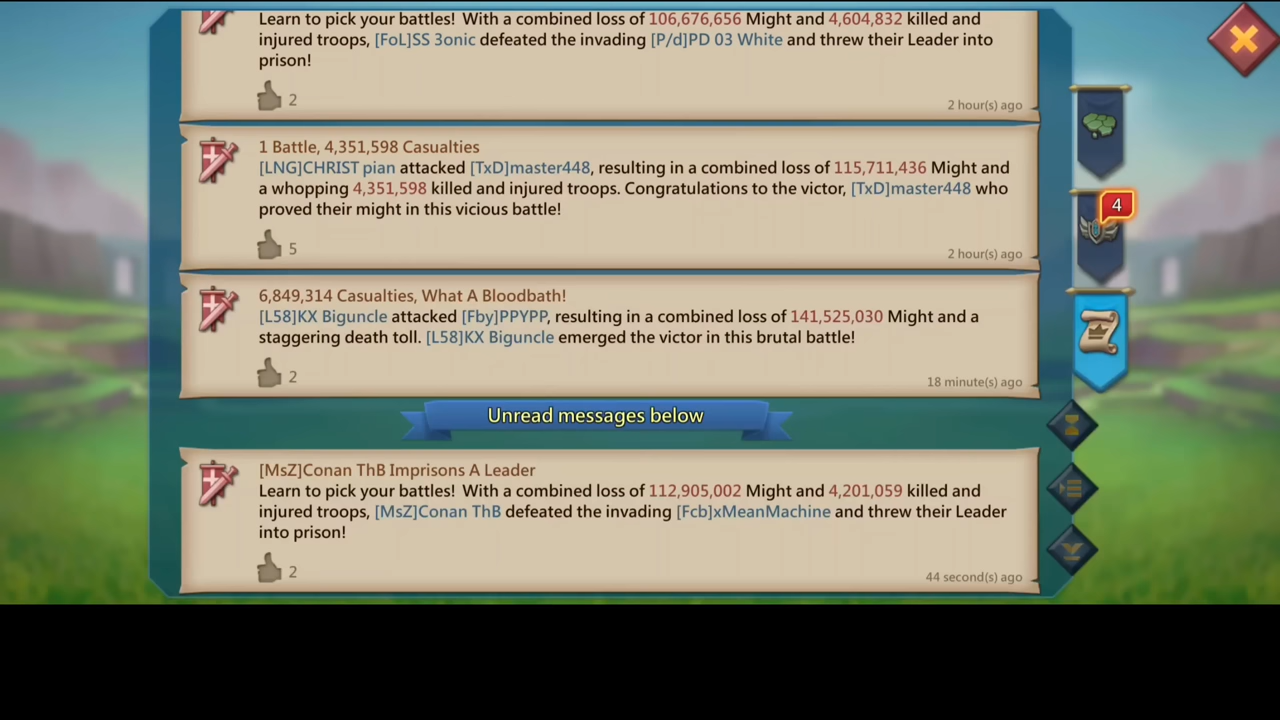 Learn to pick your battles! With a combined loss of 106,676,656 Might and 4,604,832 killed and
injured troops, [FoL]SS 3onic defeated the invading [P/d]PD 03 White and threw their Leader into
prison!
2
2 hour(s) ago
1 Battle, 4,351,598 Casualties
[LNG]CHRIST pian attacked [TxD]master448, resulting in a combined loss of 115,711,436 Might and
a whopping 4,351,598 killed and injured troops. Congratulations to the victor, [TxD]master448 who
proved their might in this vicious battle!
5
2 hour(s) ago
4
6,849,314 Casualties, What A Bloodbath!
[L58]KX Biguncle attacked [Fby]PPYPP, resulting in a combined loss of 141,525,030 Might and a
staggering death toll. [L58]KX Biguncle emerged the victor in this brutal battle!
2
18 minute(s) ago
Unread messages below
[MsZ]Conan ThB Imprisons A Leader
Learn to pick your battles! With a combined loss of 112,905,002 Might and 4,201,059 killed and
injured troops, [MsZ]Conan ThB defeated the invading [Fcb]xMeanMachine and threw their Leader
into prison!
2
44 second(s) ago